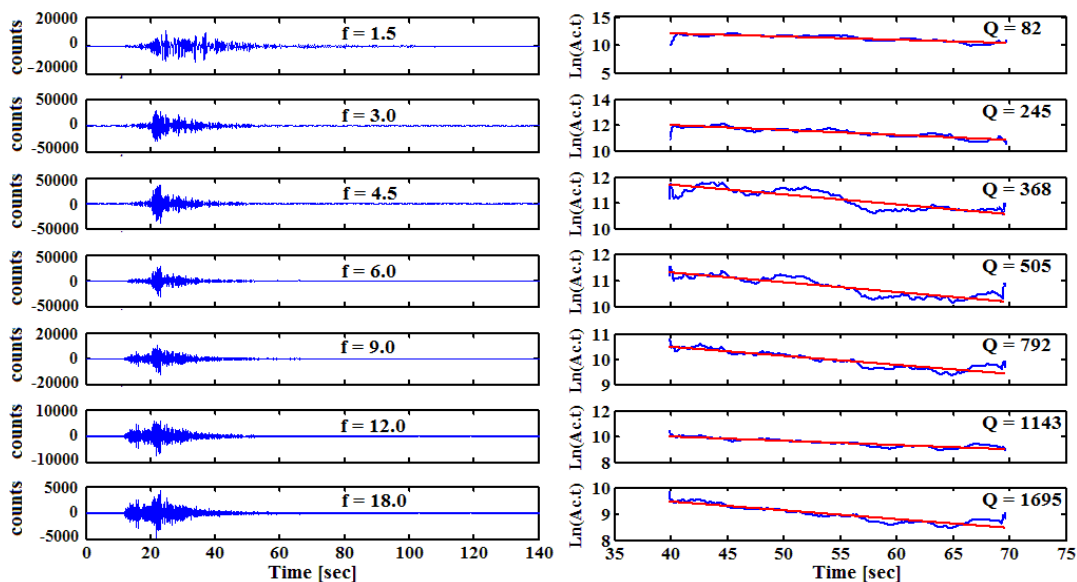 20000
0
20000
counts
f = 1.5
15
10
5
Ln(Ac.t)
Q = 82
50000
0
-50000
counts
f = 3.0
14
12
10
Ln(Ac.t)
Q = 245
50000
0
-50000
counts
f = 4.5
12
11
10
Ln(Ac.t)
Q = 368
50000
0
-50000
counts
f = 6.0
12
11
10
Ln(Ac.t)
Q = 505
20000
0
-20000
counts
f = 9.0
11
10
9
Ln(Ac.t)
Q = 792
10000
0
-10000
counts
f = 12.0
12
10
8
Ln(Ac.t)
Q = 1143
5000
0
-5000
counts
f = 18.0
10
9
8
Ln(Ac.t)
Q = 1695
0 20 40 60 80 100 120 140
Time [sec]
35 40 45 50 55 60 65 70 75
Time [sec]